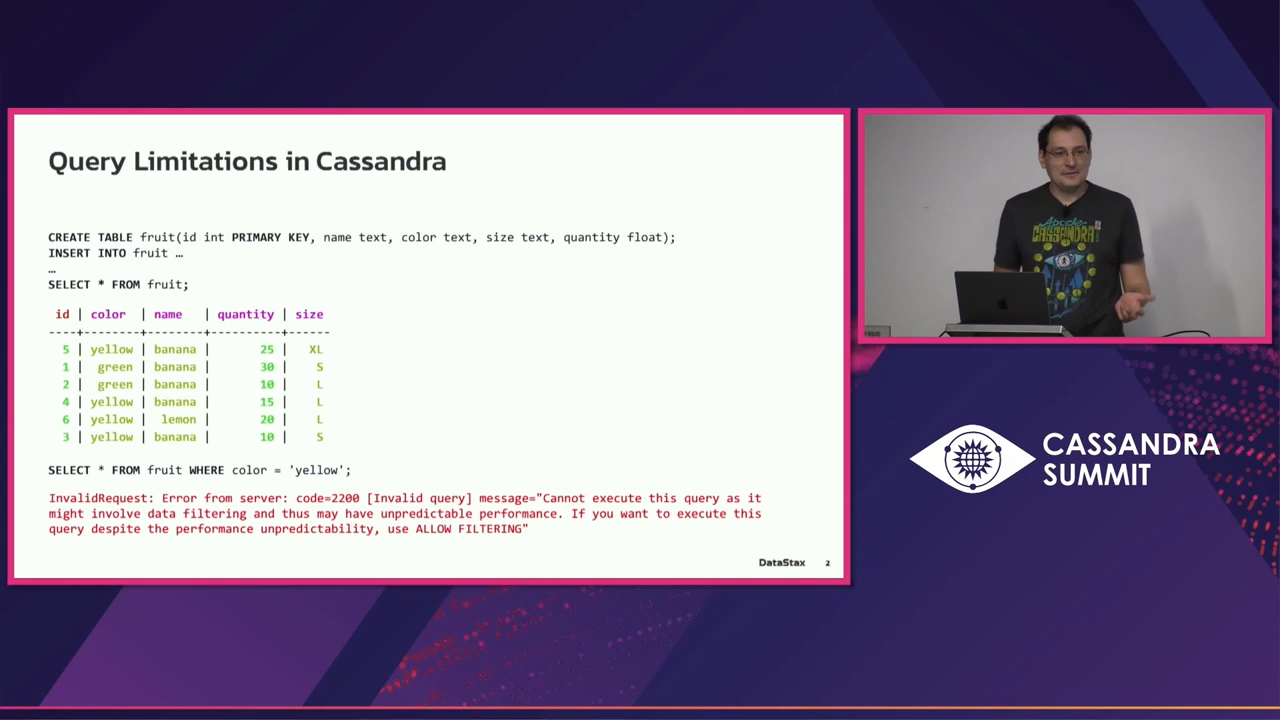 Query Limitations in Cassandra
CREATE TABLE fruit(id int PRIMARY KEY, name text, color text, size text, quantity float);
INSERT INTO fruit …
…
SELECT * FROM fruit;
id | color | name | quantity | size
----+--------+--------+----------+------
5 | yellow | banana | 25 | XL
1 | green | banana | 30 | S
2 | green | banana | 10 | L
4 | yellow | banana | 15 | L
6 | yellow | lemon | 20 | L
3 | yellow | banana | 10 | S
SELECT * FROM fruit WHERE color = 'yellow';
InvalidRequest: Error from server: code=2200 [Invalid query] message="Cannot execute this query as it
might involve data filtering and thus may have unpredictable performance. If you want to execute this
query despite the performance unpredictability, use ALLOW FILTERING"
DataStax 2
Apache
CASSANDRA
CASSANDRA
SUMMIT